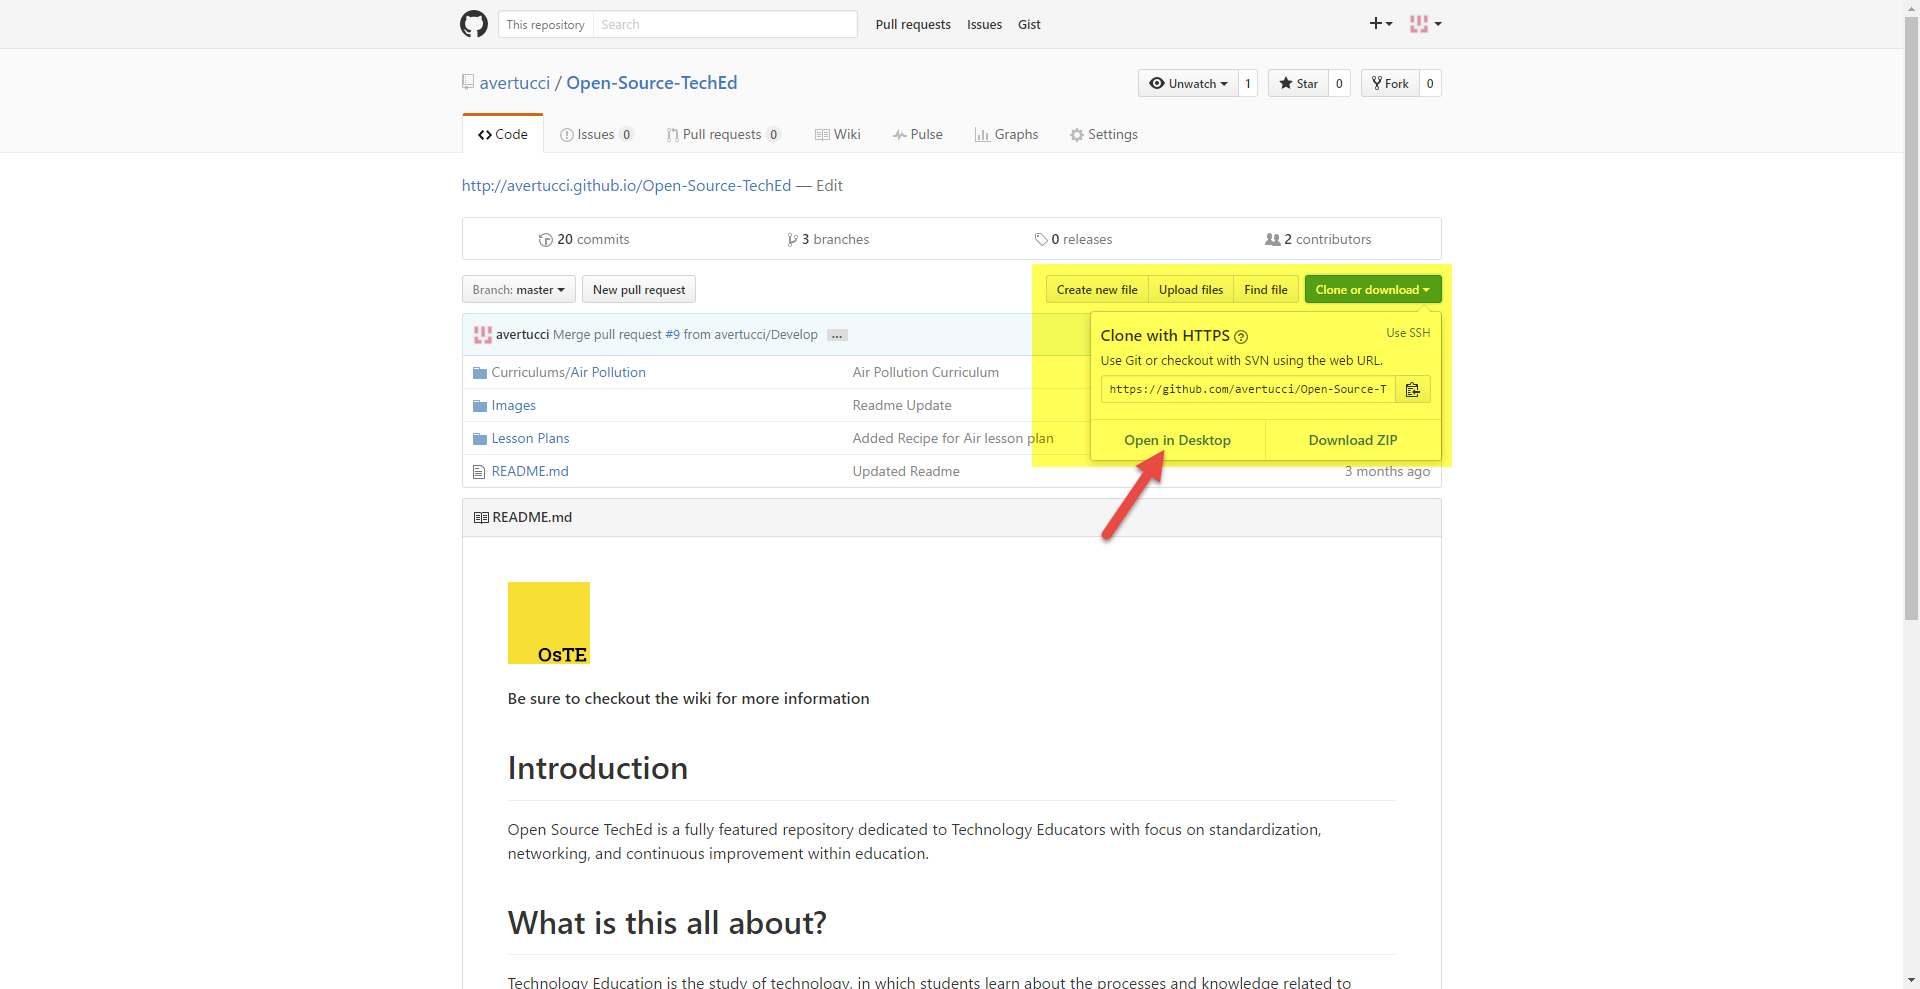 This repository Search Pull requests Issues Gist
avertucci / Open-Source-TechEd Unwatch 1 Star 0 Fork 0
Code Issues 0 Pull requests 0 Wiki Pulse Graphs Settings
http://avertucci.github.io/Open-Source-TechEd — Edit
20 commits 3 branches 0 releases 2 contributors
Branch: master New pull request Create new file Upload files Find file Clone or download
avertucci Merge pull request #9 from avertucci/Develop ...
Clone with HTTPS ? Use SSH
Use Git or checkout with SVN using the web URL.
https://github.com/avertucci/Open-Source-T
Open in Desktop Download ZIP
Curriculums/Air Pollution Air Pollution Curriculum
Images Readme Update
Lesson Plans Added Recipe for Air lesson plan
README.md Updated Readme 3 months ago
README.md
OsTE
Be sure to checkout the wiki for more information
Introduction
Open Source TechEd is a fully featured repository dedicated to Technology Educators with focus on standardization,
networking, and continuous improvement within education.
What is this all about?
Technology Education is the study of technology, in which students learn about the processes and knowledge related to